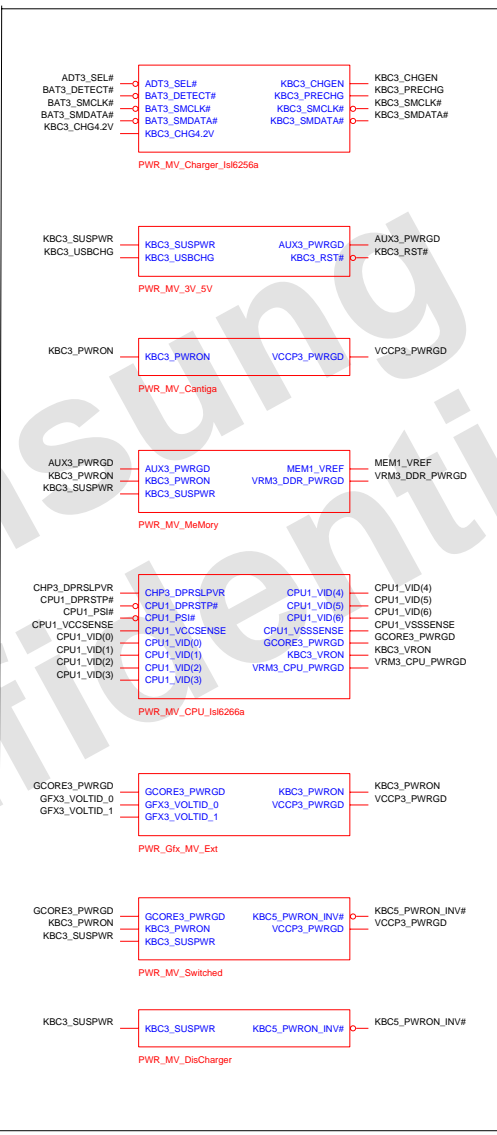 ADT3_SEL#
BAT3_DETECT#
BAT3_SMCLK#
BAT3_SMDATA#
KBC3_CHG4.2V
ADT3_SEL#
BAT3_DETECT#
BAT3_SMCLK#
BAT3_SMDATA#
KBC3_CHG4.2V
KBC3_CHGEN
KBC3_PRECHG
KBC3_SMCLK#
KBC3_SMDATA#
KBC3_CHGEN
KBC3_PRECHG
KBC3_SMCLK#
KBC3_SMDATA#
PWR_MV_Charger_Isl6256a
KBC3_SUSPWR
KBC3_USBCHG
KBC3_SUSPWR
KBC3_USBCHG
AUX3_PWRGD
KBC3_RST#
AUX3_PWRGD
KBC3_RST#
PWR_MV_3V_5V
KBC3_PWRON
KBC3_PWRON
VCCP3_PWRGD
VCCP3_PWRGD
PWR_MV_Cantiga
AUX3_PWRGD
KBC3_PWRON
KBC3_SUSPWR
AUX3_PWRGD
KBC3_PWRON
KBC3_SUSPWR
MEM1_VREF
VRM3_DDR_PWRGD
MEM1_VREF
VRM3_DDR_PWRGD
PWR_MV_MeMory
CHP3_DPRSLPVR
CPU1_DPRSTP#
CPU1_PSI#
CPU1_VCCSENSE
CPU1_VID(0)
CPU1_VID(1)
CPU1_VID(2)
CPU1_VID(3)
CHP3_DPRSLPVR
CPU1_DPRSTP#
CPU1_PSI#
CPU1_VCCSENSE
CPU1_VID(0)
CPU1_VID(1)
CPU1_VID(2)
CPU1_VID(3)
CPU1_VID(4)
CPU1_VID(5)
CPU1_VID(6)
CPU1_VSSSENSE
GCORE3_PWRGD
KBC3_VRON
VRM3_CPU_PWRGD
CPU1_VID(4)
CPU1_VID(5)
CPU1_VID(6)
CPU1_VSSSENSE
GCORE3_PWRGD
KBC3_VRON
VRM3_CPU_PWRGD
PWR_MV_CPU_Isl6266a
GCORE3_PWRGD
GFX3_VOLTID_0
GFX3_VOLTID_1
GCORE3_PWRGD
GFX3_VOLTID_0
GFX3_VOLTID_1
KBC3_PWRON
VCCP3_PWRGD
KBC3_PWRON
VCCP3_PWRGD
PWR_Gfx_MV_Ext
GCORE3_PWRGD
KBC3_PWRON
KBC3_SUSPWR
GCORE3_PWRGD
KBC3_PWRON
KBC3_SUSPWR
KBC5_PWRON_INV#
VCCP3_PWRGD
KBC5_PWRON_INV#
VCCP3_PWRGD
PWR_MV_Switched
KBC3_SUSPWR
KBC3_SUSPWR
KBC5_PWRON_INV#
KBC5_PWRON_INV#
PWR_MV_DisCharger